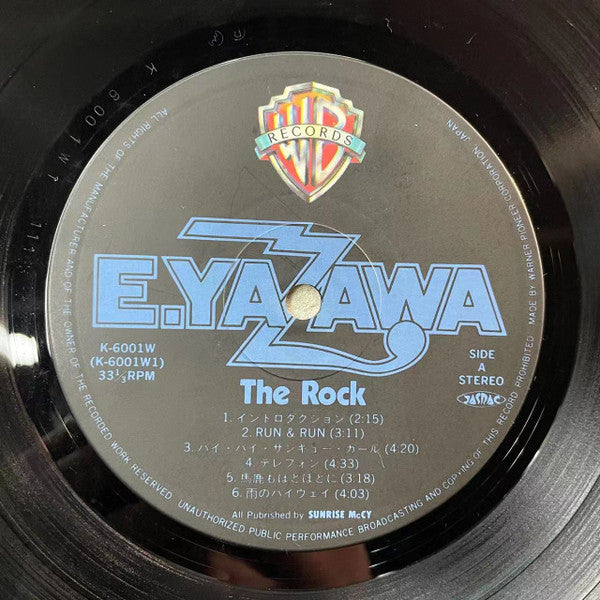 WB
RECORDS
E.YAZAWA
K-6001W
(K-6001W1)
33⅓RPM
SIDE
A
STEREO
JASRAC
The Rock
1. イントロダクション (2:15)
2. RUN & RUN (3:11)
3. ハイ・ハイ・サンキュー・カール (4:20)
4. テレフォン (4:33)
5. 馬鹿もほどほどに (3:18)
6. 雨のハイウェイ (4:03)
All Pubrished by SUNRISE McCY
ALL RIGHTS OF THE MANUFACTURER AND OF THE OWNER OF THE RECORDED WORK RESERVED. UNAUTHORIZED PUBLIC PERFORMANCE BROADCASTING AND COPYING OF THIS RECORD PROHIBITED. MADE BY WARNER PIONEER CORPORATION, JAPAN
K 6001W1